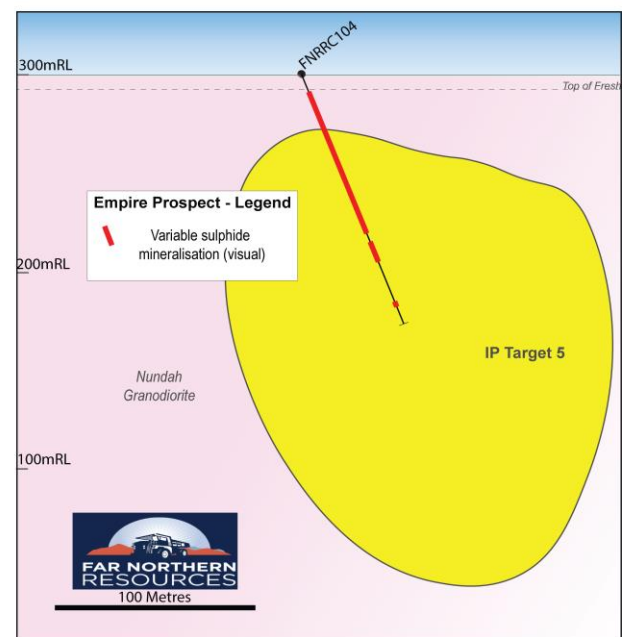 FNRRC104
300mRL
Top of Fresh
Empire Prospect - Legend
Variable sulphide
mineralisation (visual)
200mRL
IP Target 5
Nundah
Granodiorite
100mRL
FAR NORTHERN
RESOURCES
100 Metres